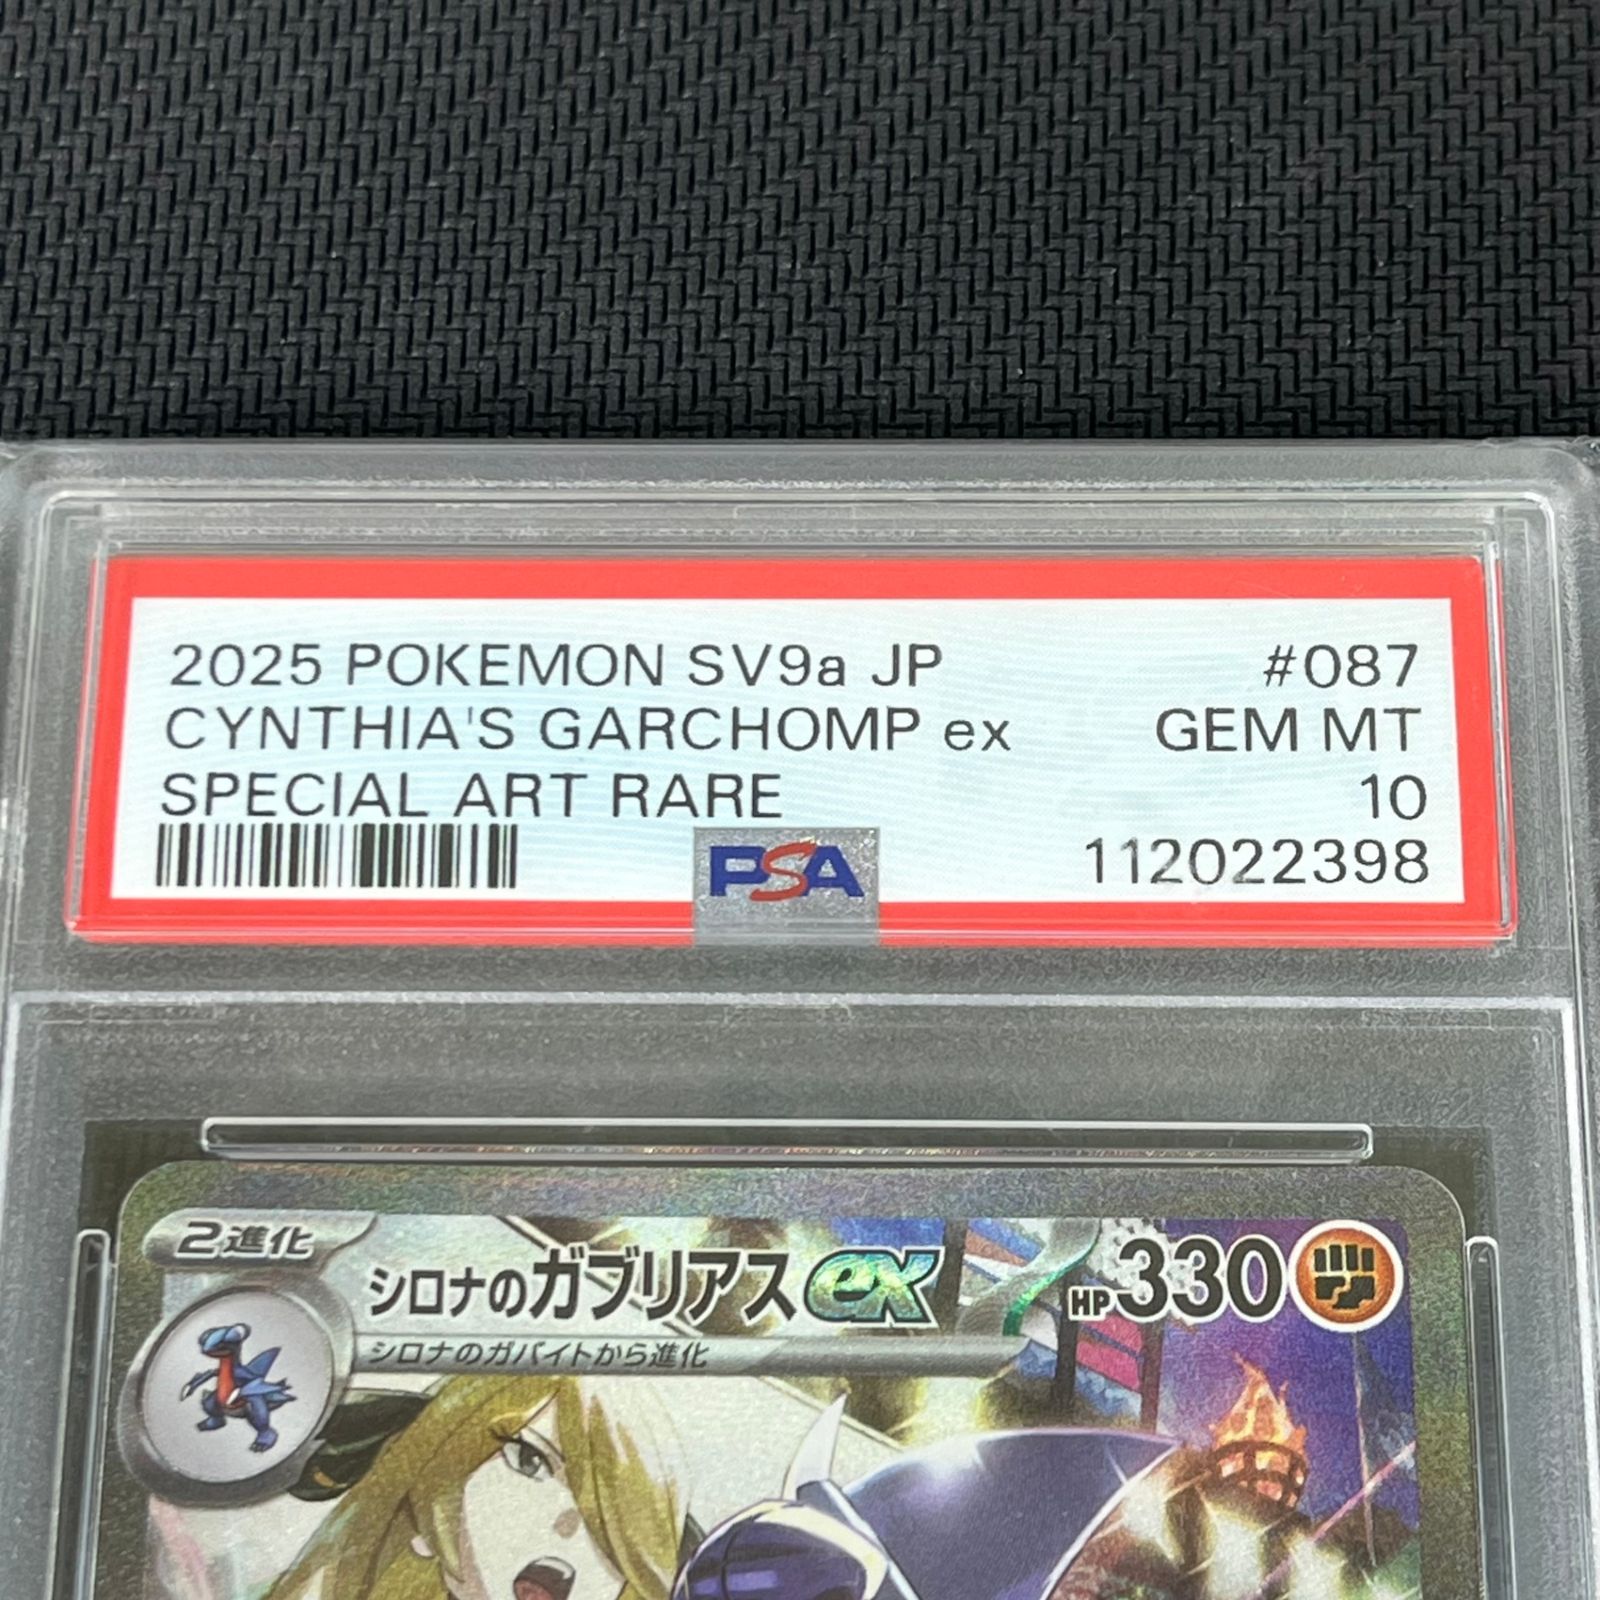 2025 POKEMON SV9a JP #087
CYNTHIA'S GARCHOMP ex GEM MT
SPECIAL ART RARE 10
PSA 112022398
2進化 シロナのガブリアスex HP330
シロナのガバイトから進化